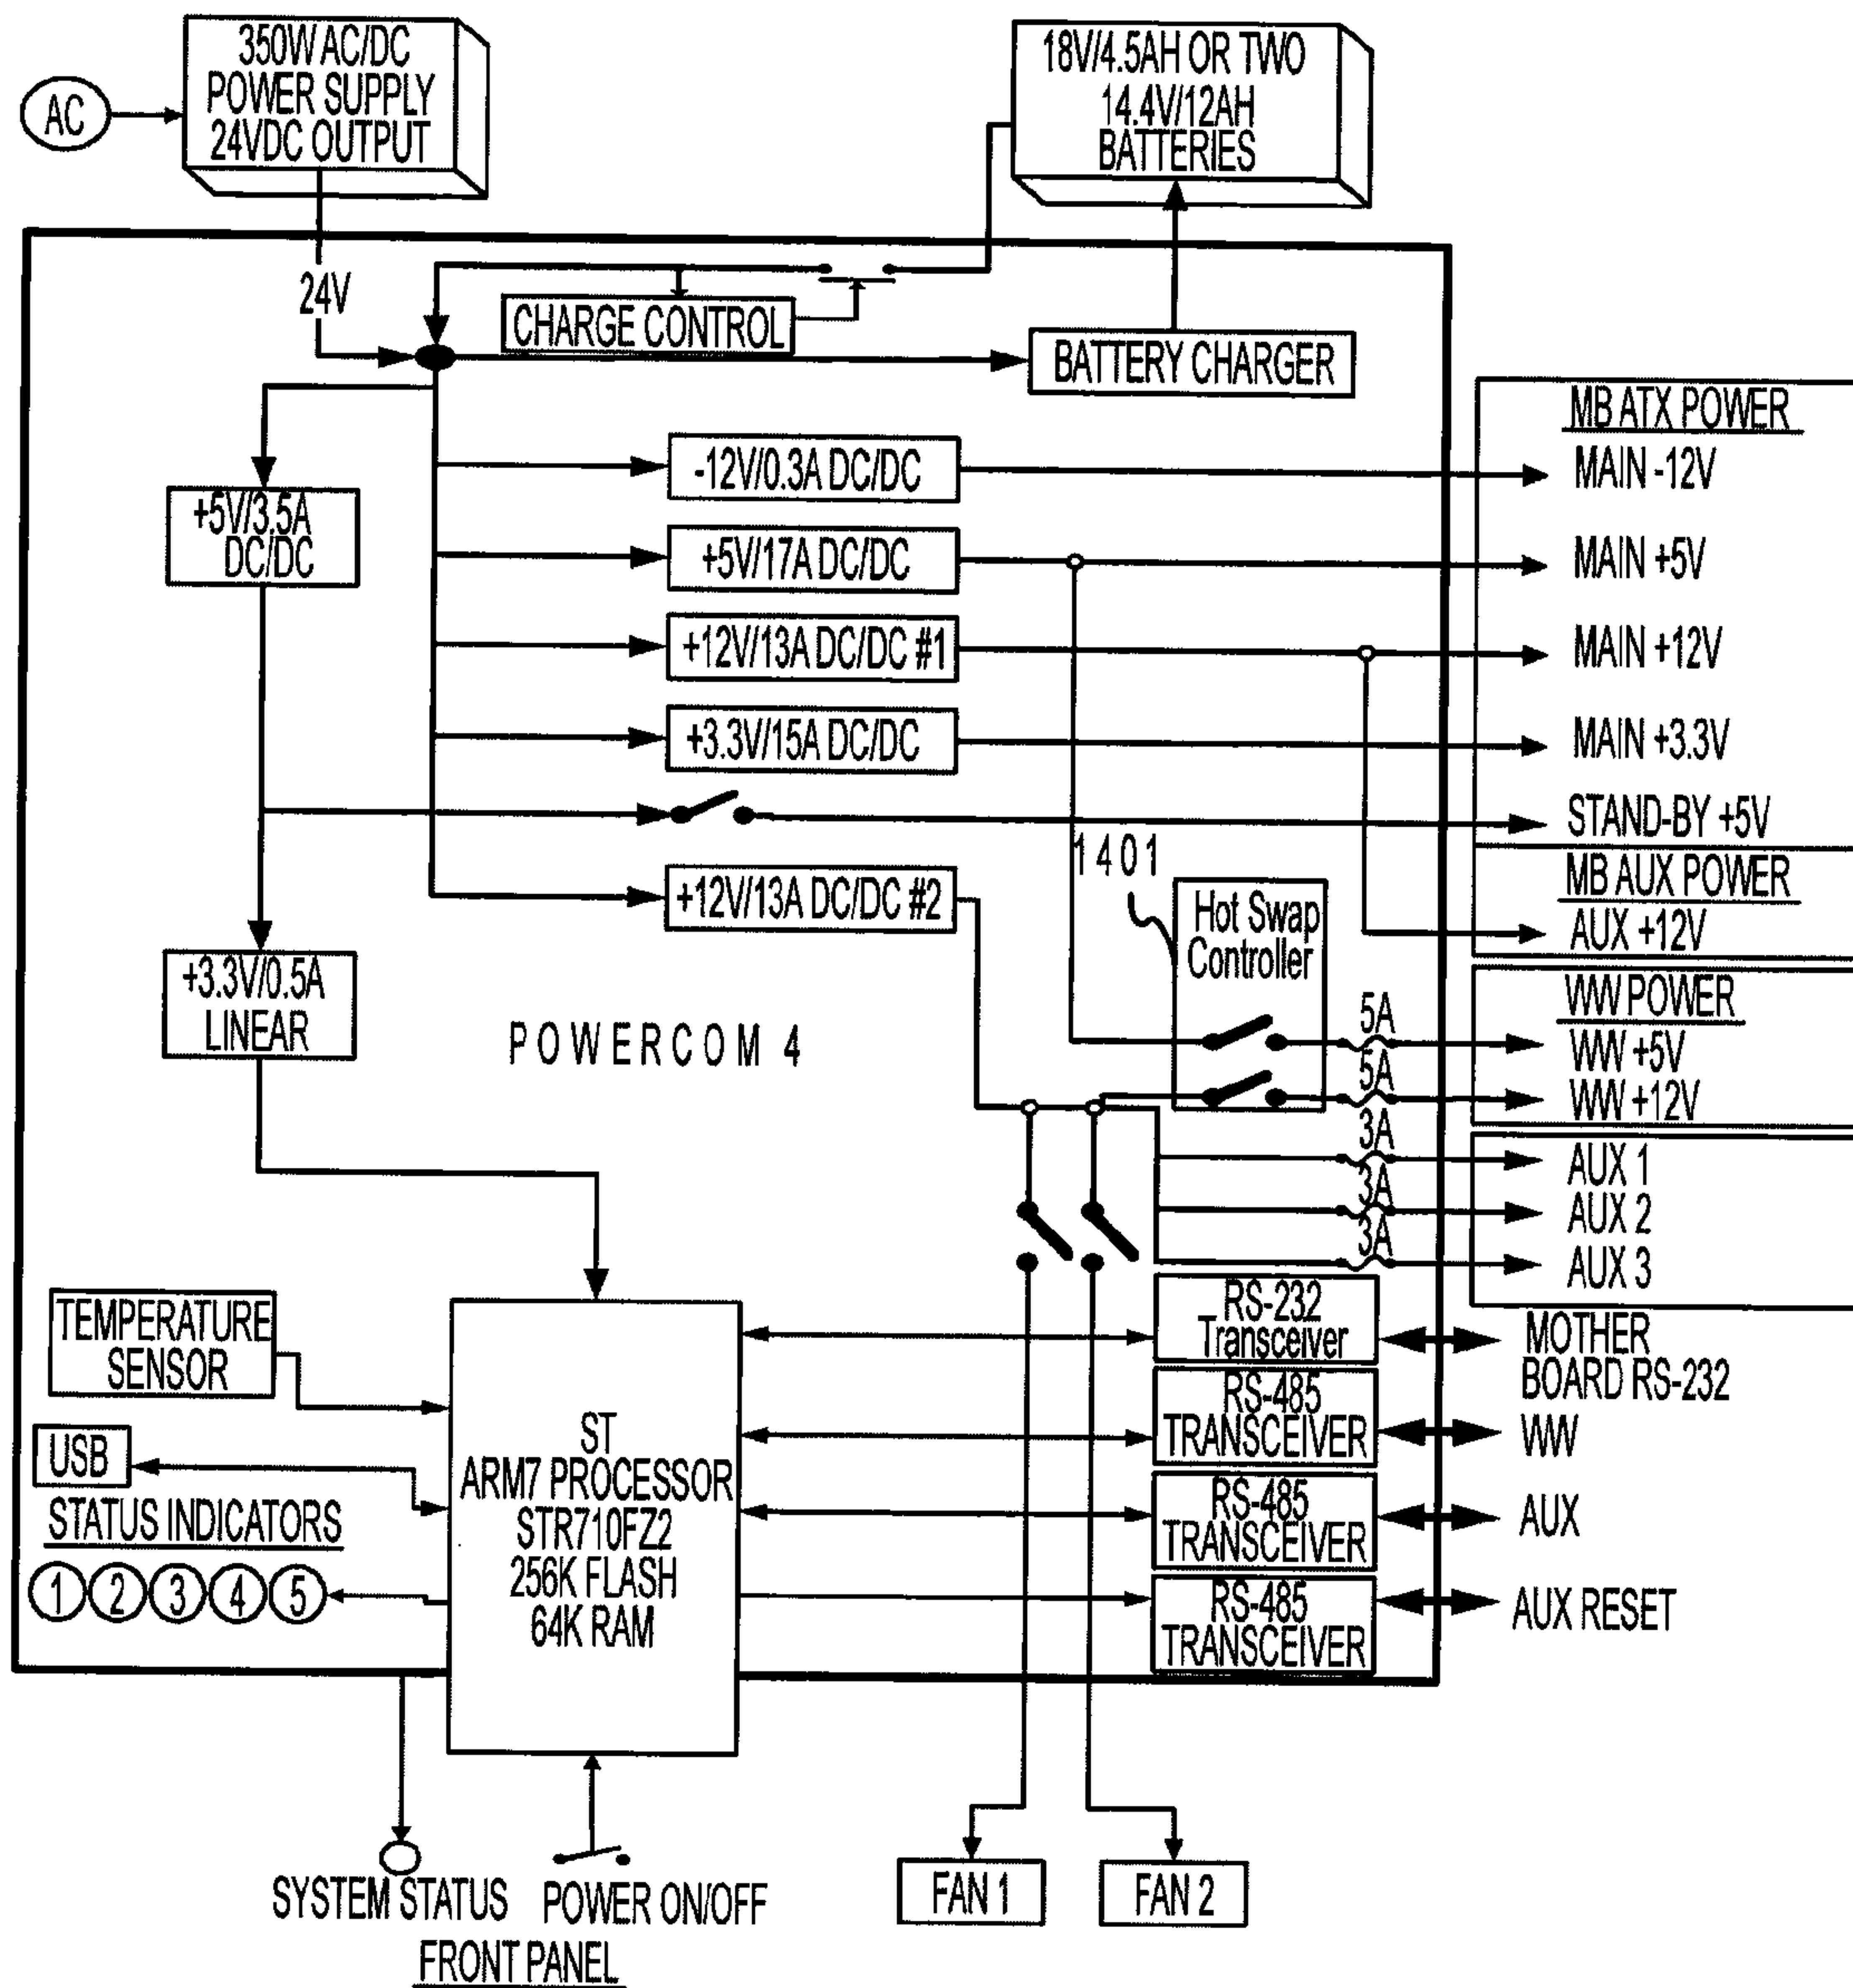 350W AC/DC
POWER SUPPLY
24VDC OUTPUT
AC
18V/4.5AH OR TWO
14.4V/12AH
BATTERIES
24V
CHARGE CONTROL
BATTERY CHARGER
MB ATX POWER
-12V/0.3A DC/DC
MAIN -12V
+5V/3.5A
DC/DC
+5V/17A DC/DC
MAIN +5V
+12V/13A DC/DC #1
MAIN +12V
+3.3V/15A DC/DC
MAIN +3.3V
STAND-BY +5V
1401
MB AUX POWER
+12V/13A DC/DC #2
Hot Swap
Controller
AUX +12V
+3.3V/0.5A
LINEAR
POWERCOM 4
WW POWER
5A
WW +5V
5A
WW +12V
3A
AUX 1
3A
AUX 2
3A
AUX 3
TEMPERATURE
SENSOR
RS-232
Transceiver
MOTHER
BOARD RS-232
USB
ST
ARM7 PROCESSOR
STR710FZ2
256K FLASH
64K RAM
RS-485
TRANSCEIVER
WW
STATUS INDICATORS
1 2 3 4 5
RS-485
TRANSCEIVER
AUX
RS-485
TRANSCEIVER
AUX RESET
SYSTEM STATUS
POWER ON/OFF
FRONT PANEL
FAN 1
FAN 2